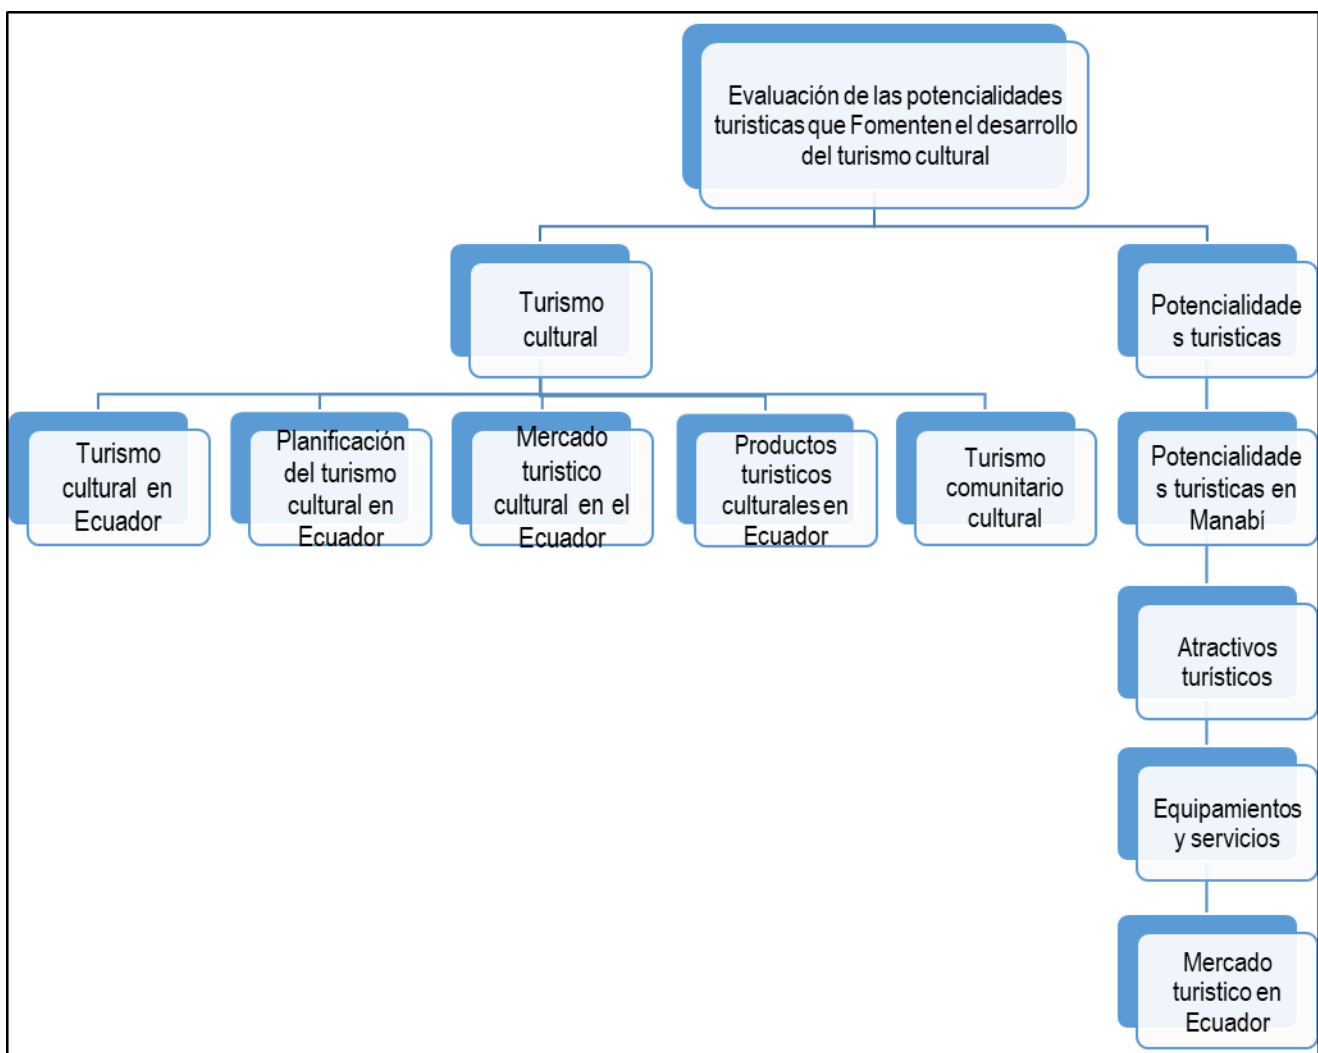 Evaluación de las potencialidades
turisticas que Fomenten el desarrollo
del turismo cultural
Turismo
cultural
Potencialidade
s turisticas
Turismo
cultural en
Ecuador
Planificación
del turismo
cultural en
Ecuador
Mercado
turistico
cultural en el
Ecuador
Productos
turisticos
culturales en
Ecuador
Turismo
comunitario
cultural
Potencialidade
s turisticas en
Manabí
Atractivos
turísticos
Equipamientos
y servicios
Mercado
turistico en
Ecuador